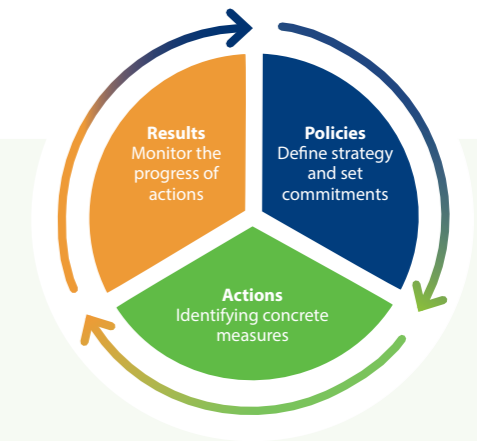 Results
Monitor the
progress of
actions
Policies
Define strategy
and set
commitments
Actions
Identifying concrete
measures